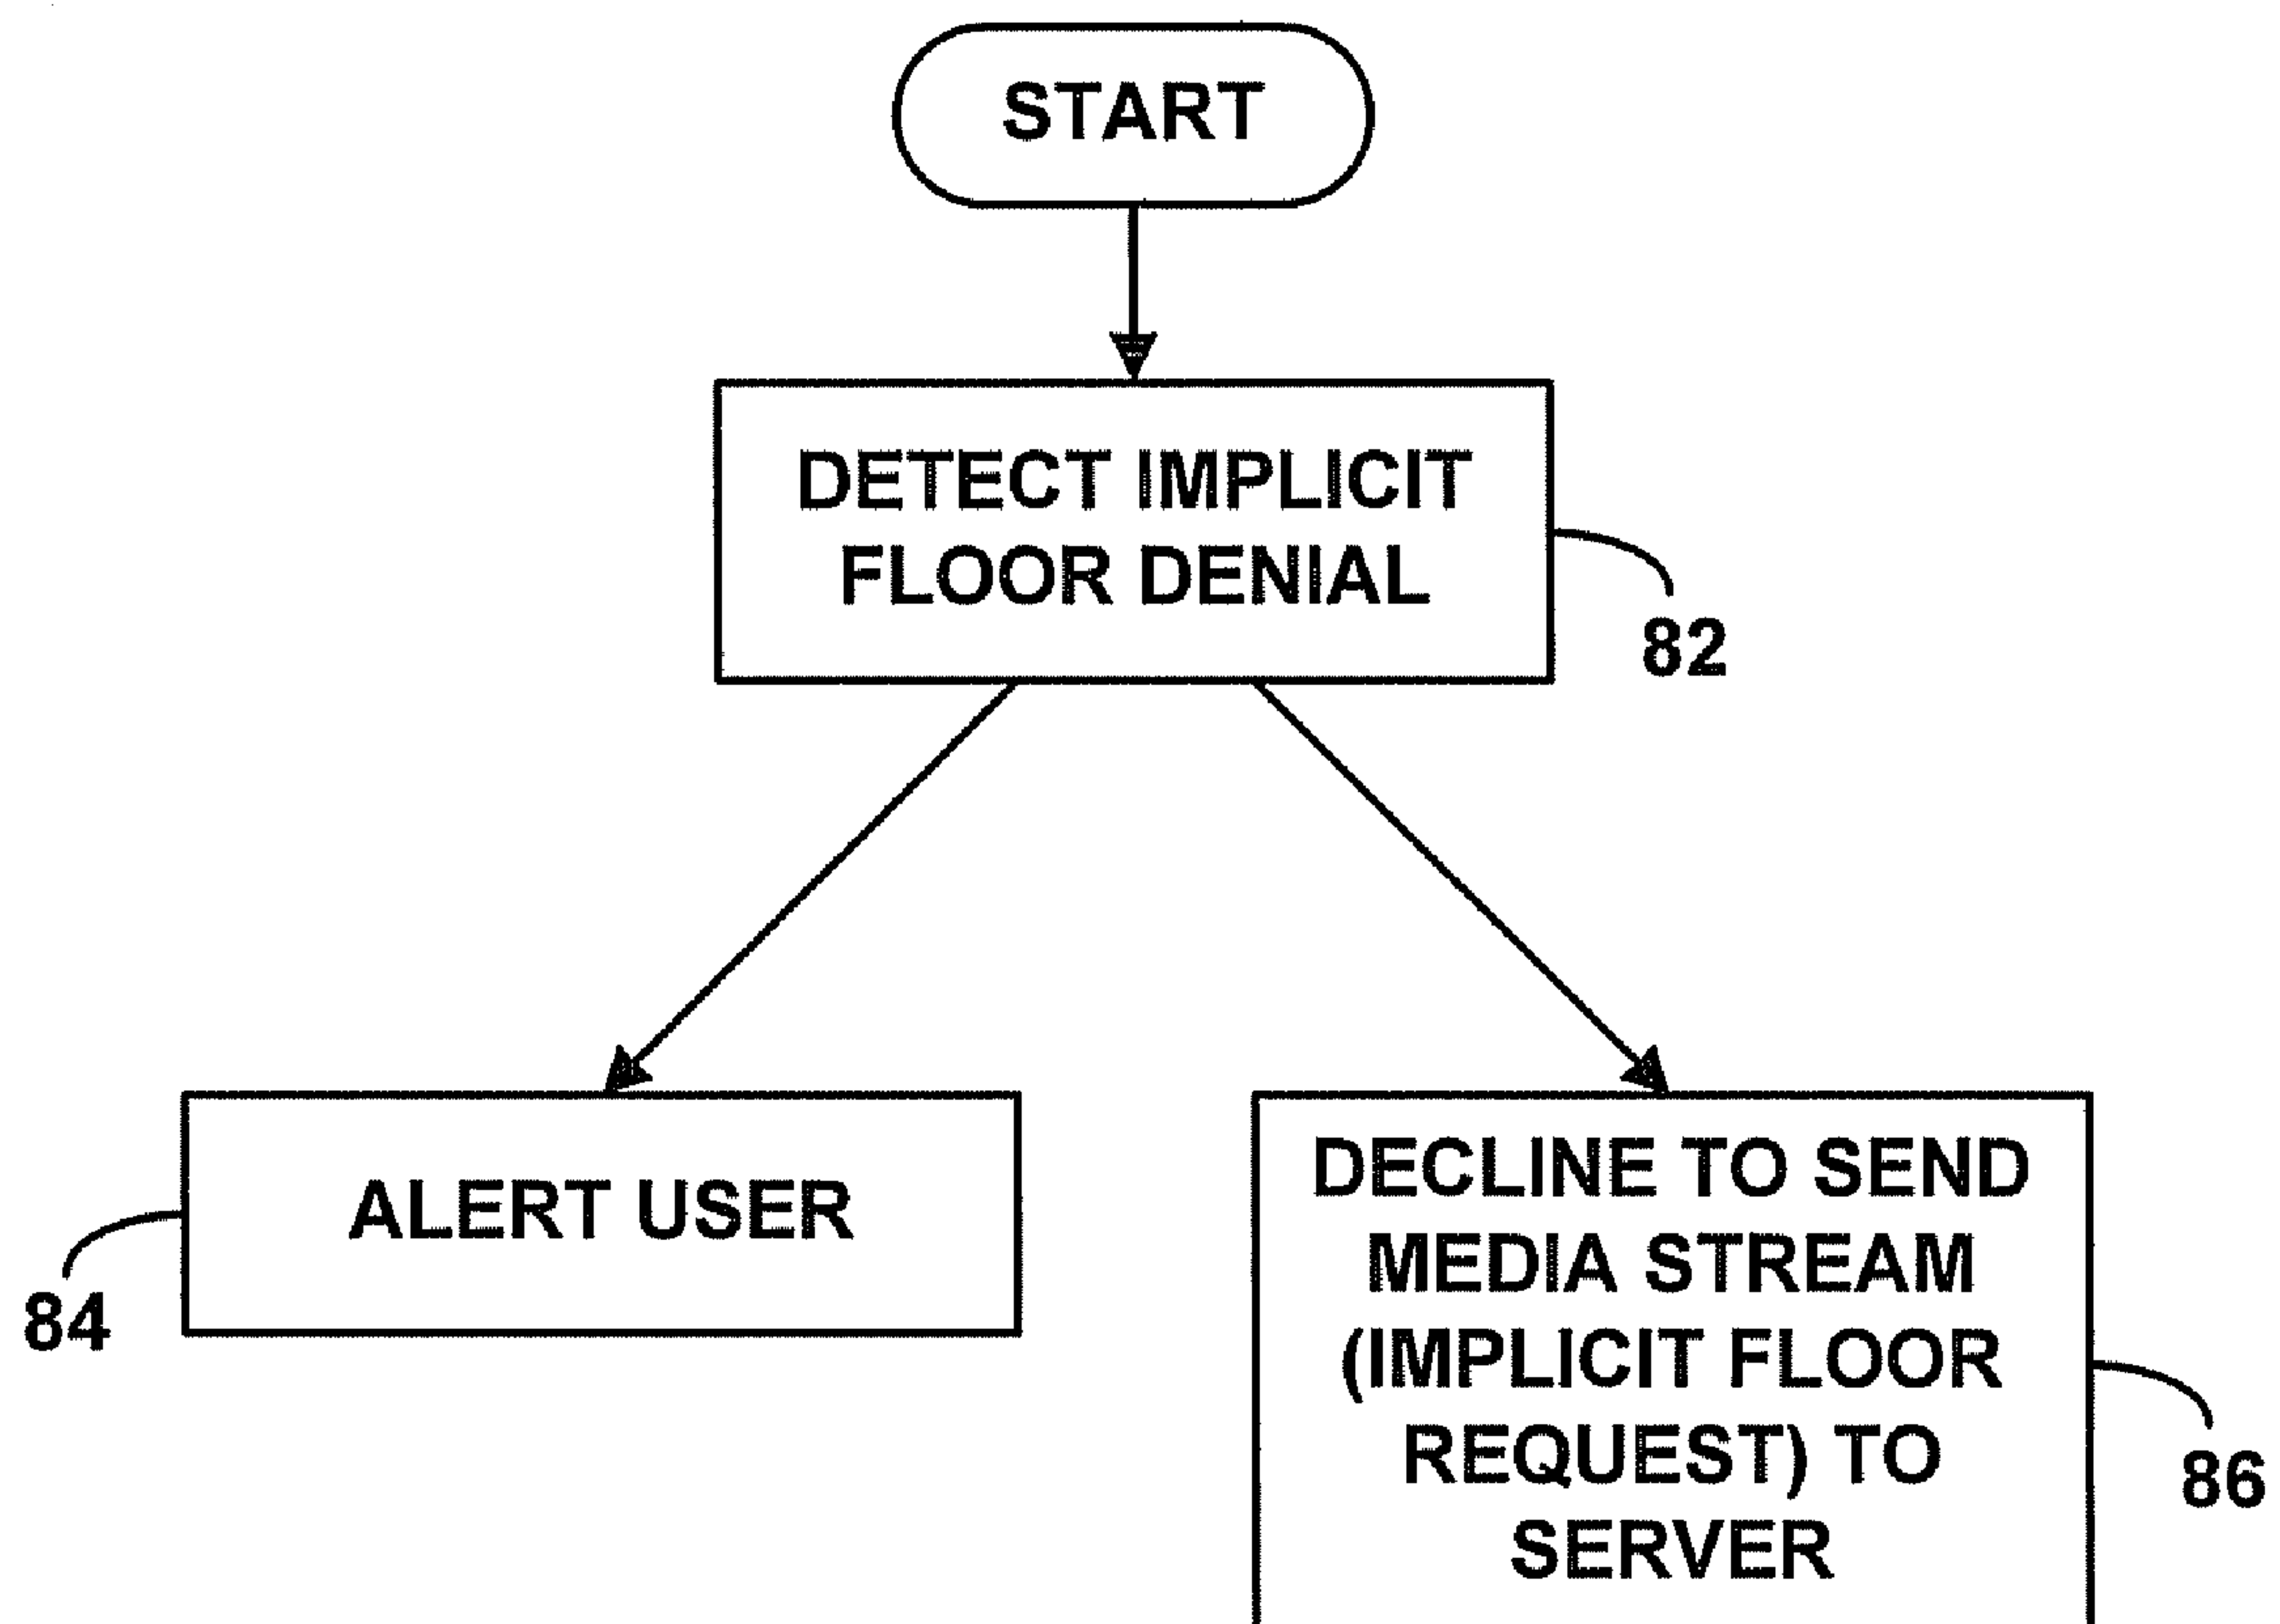 START
DETECT IMPLICIT
FLOOR DENIAL
82
ALERT USER
84
DECLINE TO SEND
MEDIA STREAM
(IMPLICIT FLOOR
REQUEST) TO
SERVER
86